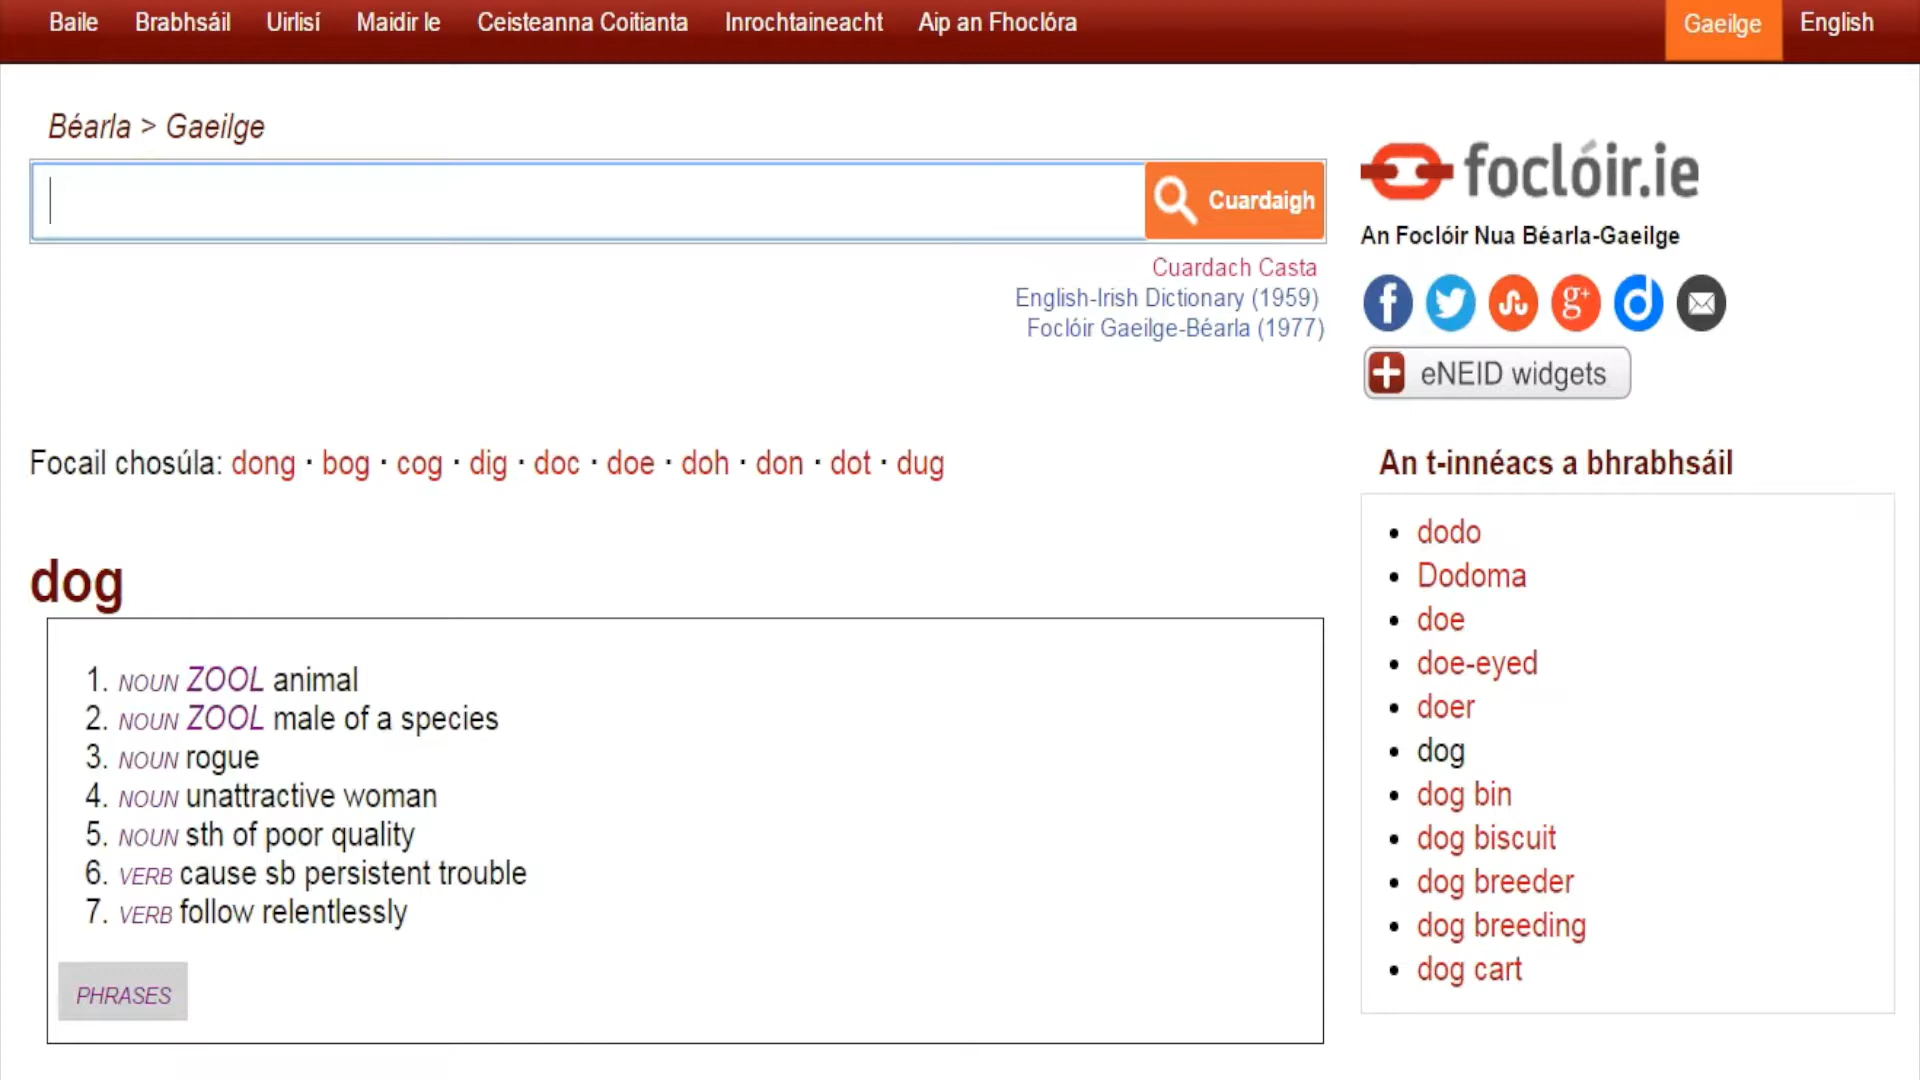 Baile Brabhsáil Uirlisí Maidir le Ceisteanna Coitianta Inrochtaineacht Aip an Fhoclóra Gaeilge English
Béarla > Gaeilge
Cuardaigh
Cuardach Casta
English-Irish Dictionary (1959)
Foclóir Gaeilge-Béarla (1977)
foclóir.ie
An Foclóir Nua Béarla-Gaeilge
eNEID widgets
Focail chosúla: dong · bog · cog · dig · doc · doe · doh · don · dot · dug
dog
1. NOUN ZOOL animal
2. NOUN ZOOL male of a species
3. NOUN rogue
4. NOUN unattractive woman
5. NOUN sth of poor quality
6. VERB cause sb persistent trouble
7. VERB follow relentlessly
PHRASES
An t-innéacs a bhrabhsáil
• dodo
• Dodoma
• doe
• doe-eyed
• doer
• dog
• dog bin
• dog biscuit
• dog breeder
• dog breeding
• dog cart